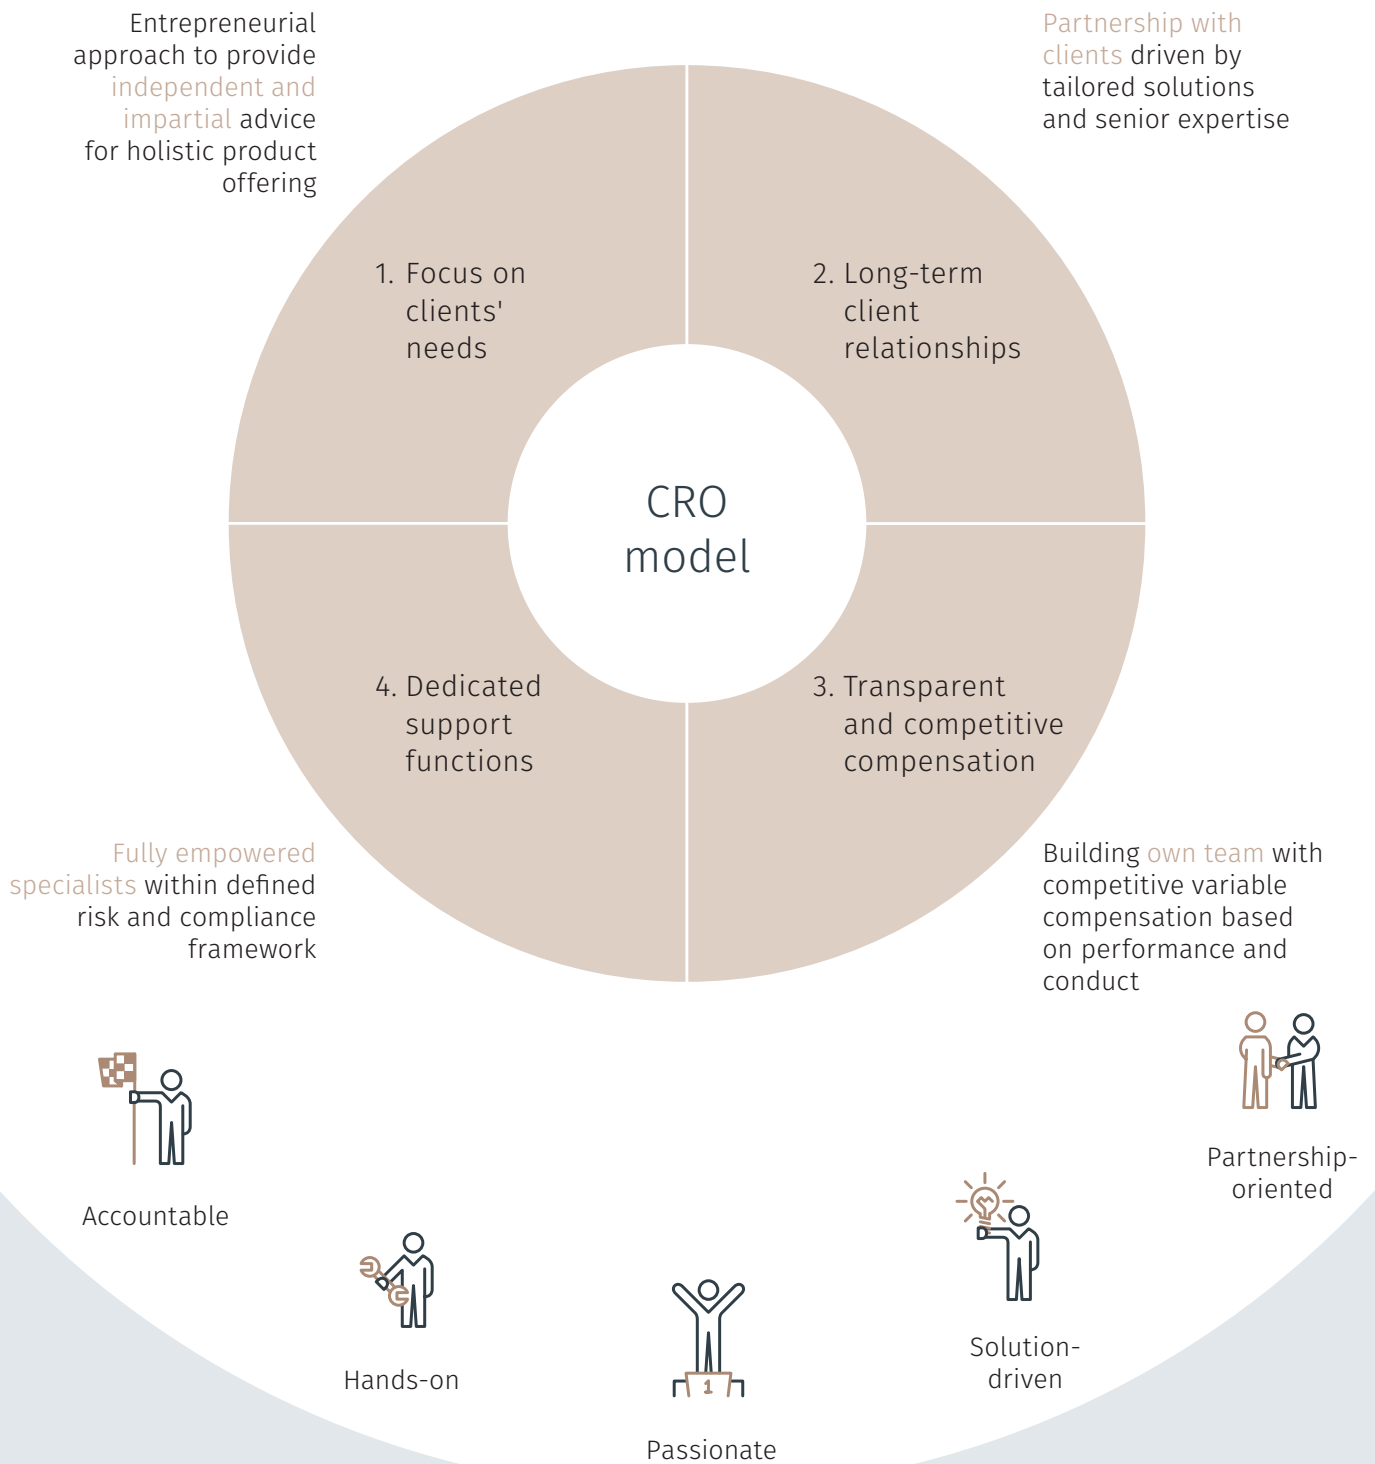 Entrepreneurial
approach to provide
independent and
impartial advice
for holistic product
offering
Partnership with
clients driven by
tailored solutions
and senior expertise
1. Focus on
clients'
needs
2. Long-term
client
relationships
CRO
model
4. Dedicated
support
functions
3. Transparent
and competitive
compensation
Fully empowered
specialists within defined
risk and compliance
framework
Building own team with
competitive variable
compensation based
on performance and
conduct
Accountable
Hands-on
1
Passionate
Solution-
driven
Partnership-
oriented